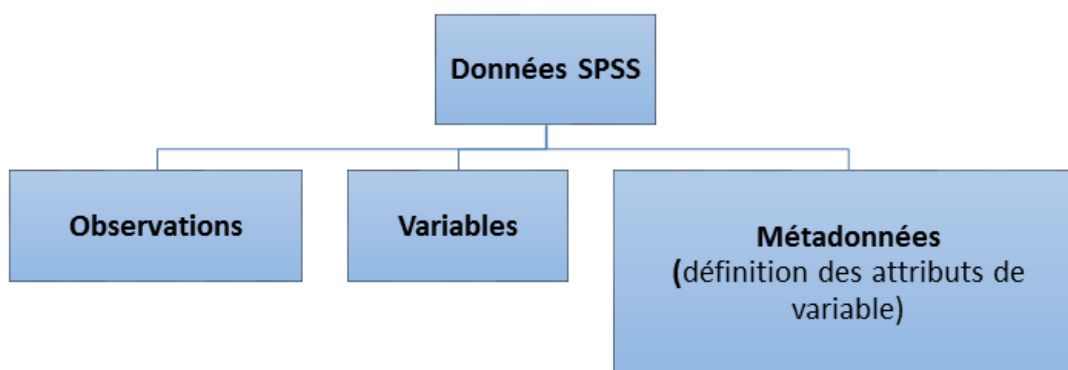 Données SPSS
Observations
Variables
Métadonnées
(définition des attributs de
variable)